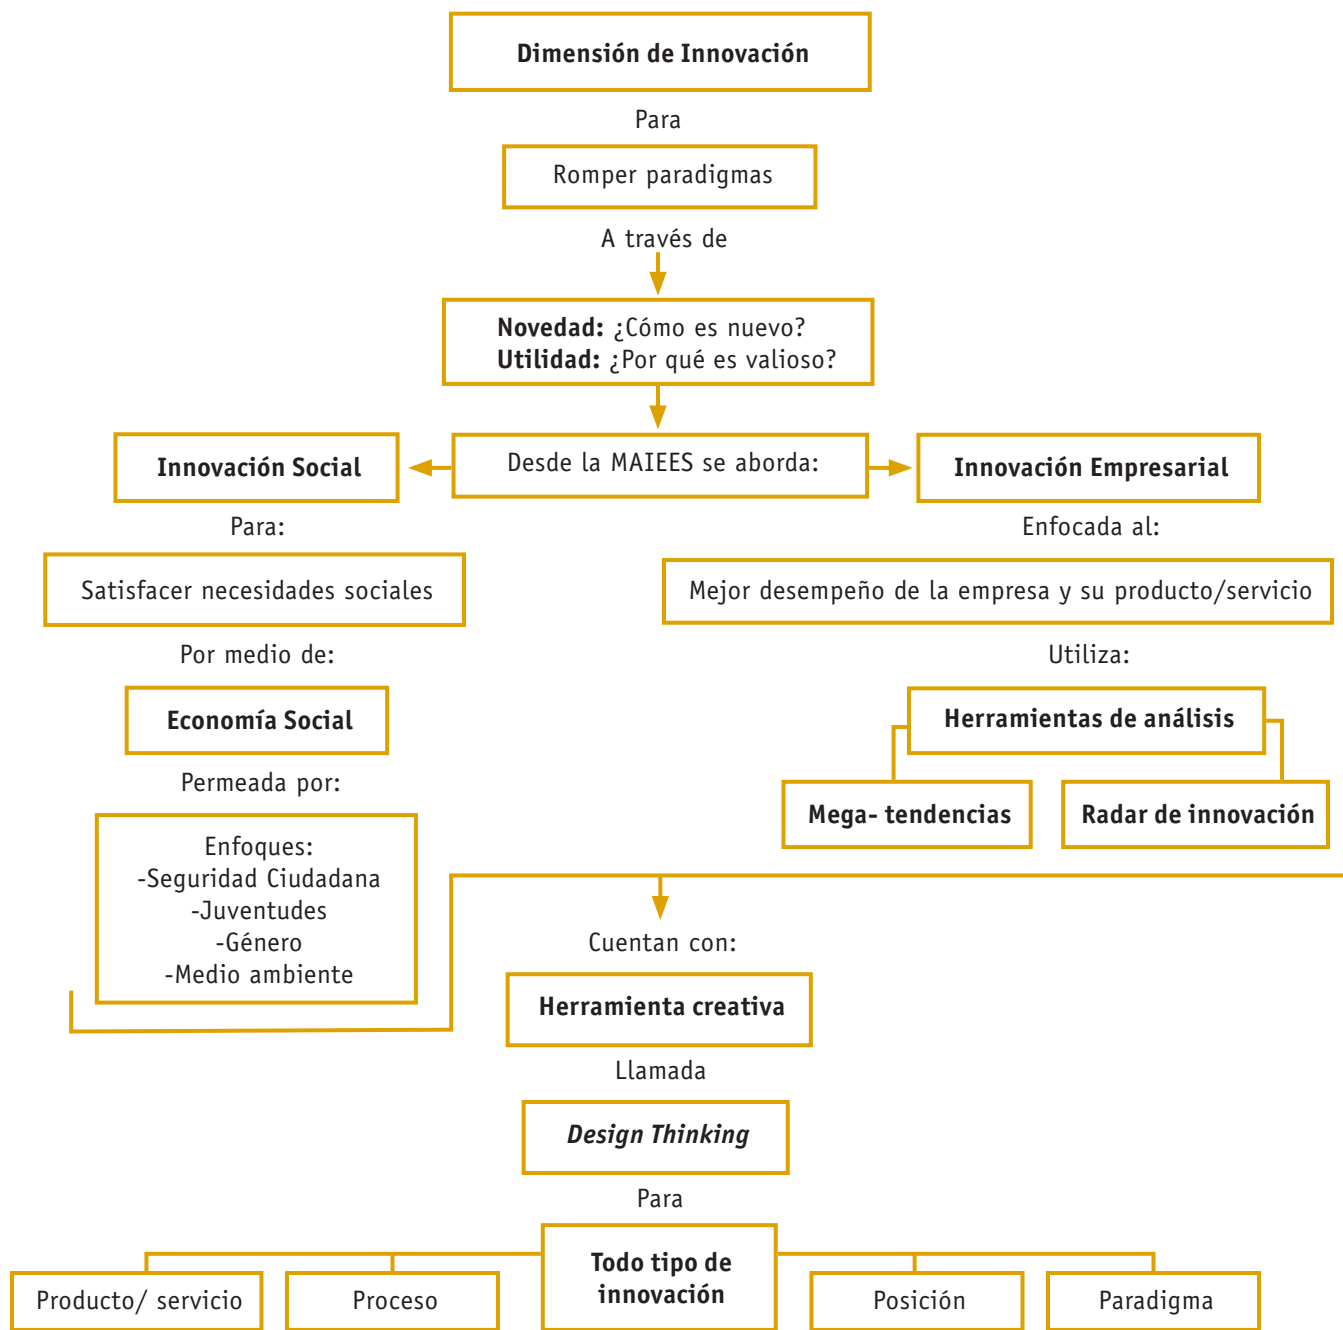 Dimensión de Innovación
Para
Romper paradigmas
A través de
Novedad: ¿Cómo es nuevo?
Utilidad: ¿Por qué es valioso?
Innovación Social
Desde la MAIEES se aborda:
Innovación Empresarial
Para:
Enfocada al:
Satisfacer necesidades sociales
Mejor desempeño de la empresa y su producto/servicio
Por medio de:
Utiliza:
Economía Social
Herramientas de análisis
Permeada por:
Mega- tendencias
Radar de innovación
Enfoques:
-Seguridad Ciudadana
-Juventudes
-Género
-Medio ambiente
Cuentan con:
Herramienta creativa
Llamada
Design Thinking
Para
Todo tipo de
innovación
Producto/ servicio
Proceso
Posición
Paradigma